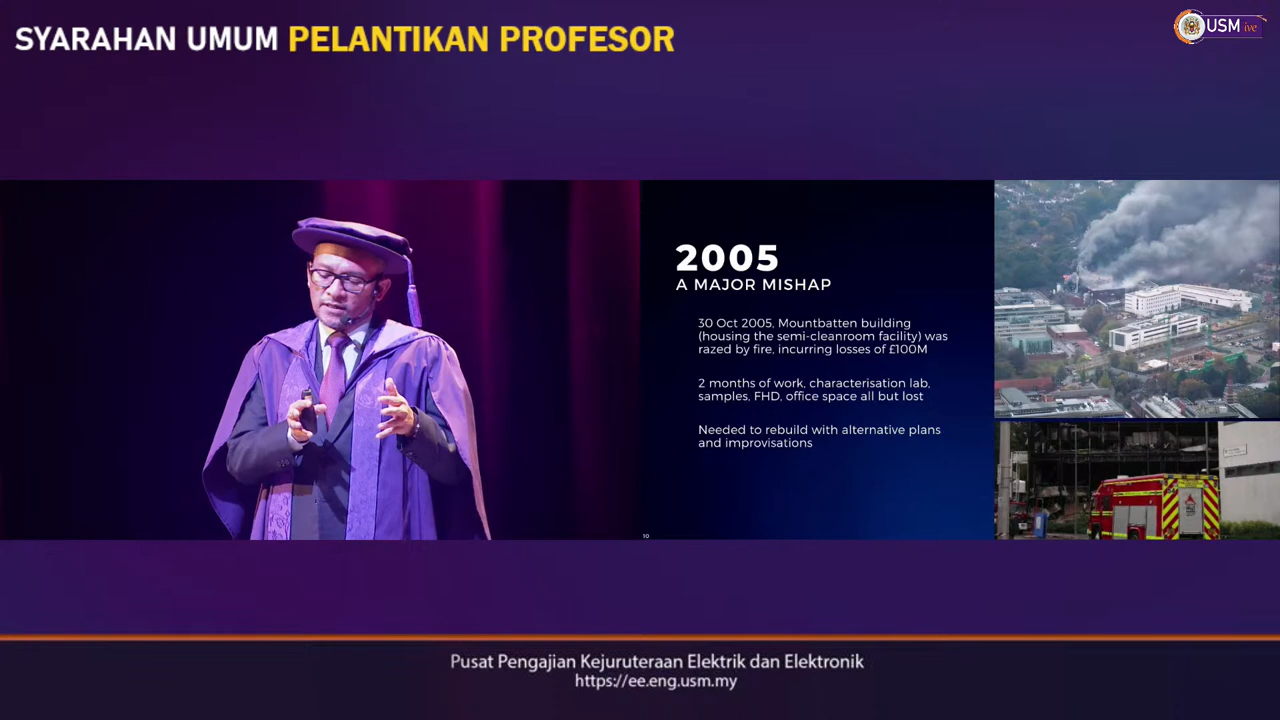 SYARAHAN UMUM PELANTIKAN PROFESOR
USM
ive
2005
A MAJOR MISHAP
30 Oct 2005, Mountbatten building
(housing the semi-cleanroom facility) was
razed by fire, incurring losses of £100M
2 months of work, characterisation lab,
samples, FHD, office space all but lost
Needed to rebuild with alternative plans
and improvisations
10
Pusat Pengajian Kejuruteraan Elektrik dan Elektronik
https://ee.eng.usm.my